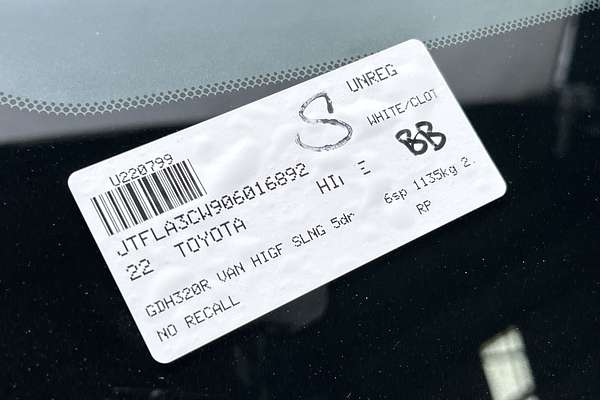 UNREG
S
WHITE/CLOT
BB
U220799
JTFLA3CW906016892
22 TOYOTA
GDH320R VAN HIGF SLNG 5dr 6sp 1135kg 2.
NO RECALL RP